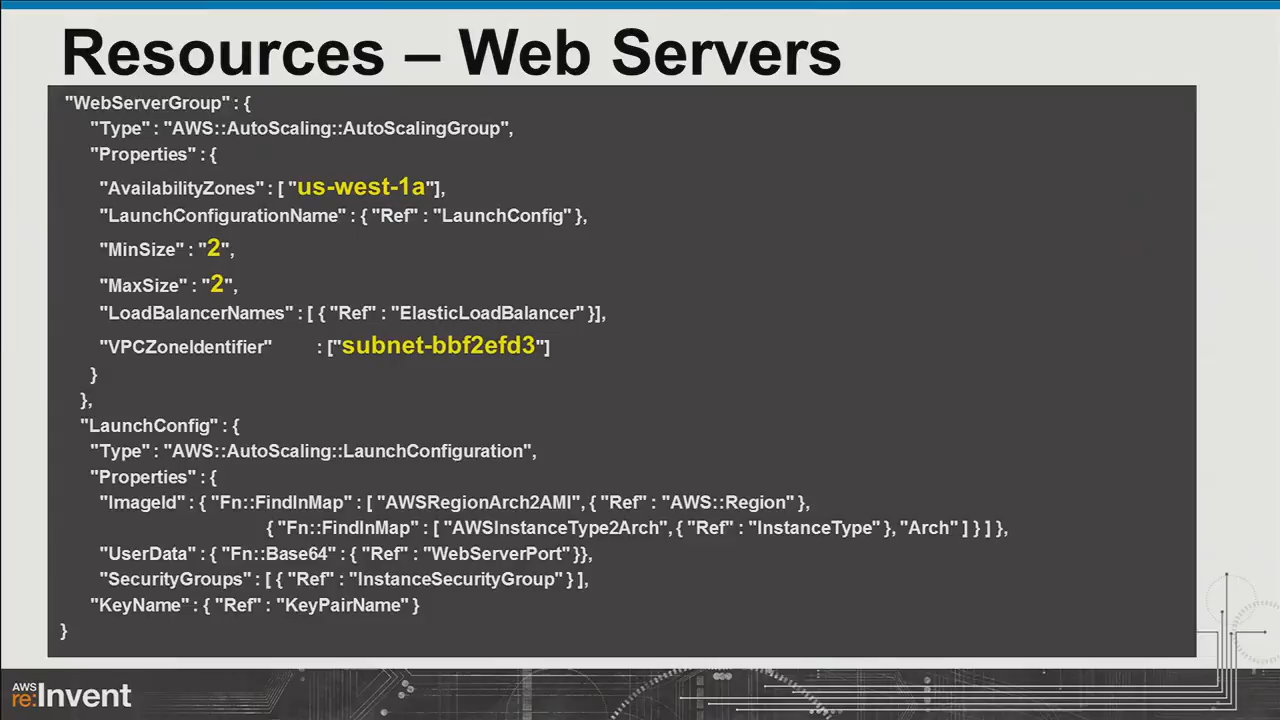 Resources – Web Servers
"WebServerGroup" : {
"Type" : "AWS::AutoScaling::AutoScalingGroup",
"Properties" : {
"AvailabilityZones" : [ "us-west-1a"],
"LaunchConfigurationName" : { "Ref" : "LaunchConfig" },
"MinSize" : "2",
"MaxSize" : "2",
"LoadBalancerNames" : [ { "Ref" : "ElasticLoadBalancer" }],
"VPCZoneIdentifier" : ["subnet-bbf2efd3"]
}
},
"LaunchConfig" : {
"Type" : "AWS::AutoScaling::LaunchConfiguration",
"Properties" : {
"ImageId" : { "Fn::FindInMap" : [ "AWSRegionArch2AMI", { "Ref" : "AWS::Region" },
{ "Fn::FindInMap" : [ "AWSInstanceType2Arch", { "Ref" : "InstanceType" }, "Arch" ] } ] },
"UserData" : { "Fn::Base64" : { "Ref" : "WebServerPort" }},
"SecurityGroups" : [ { "Ref" : "InstanceSecurityGroup" } ],
"KeyName" : { "Ref" : "KeyPairName" }
}
AWS
re:Invent